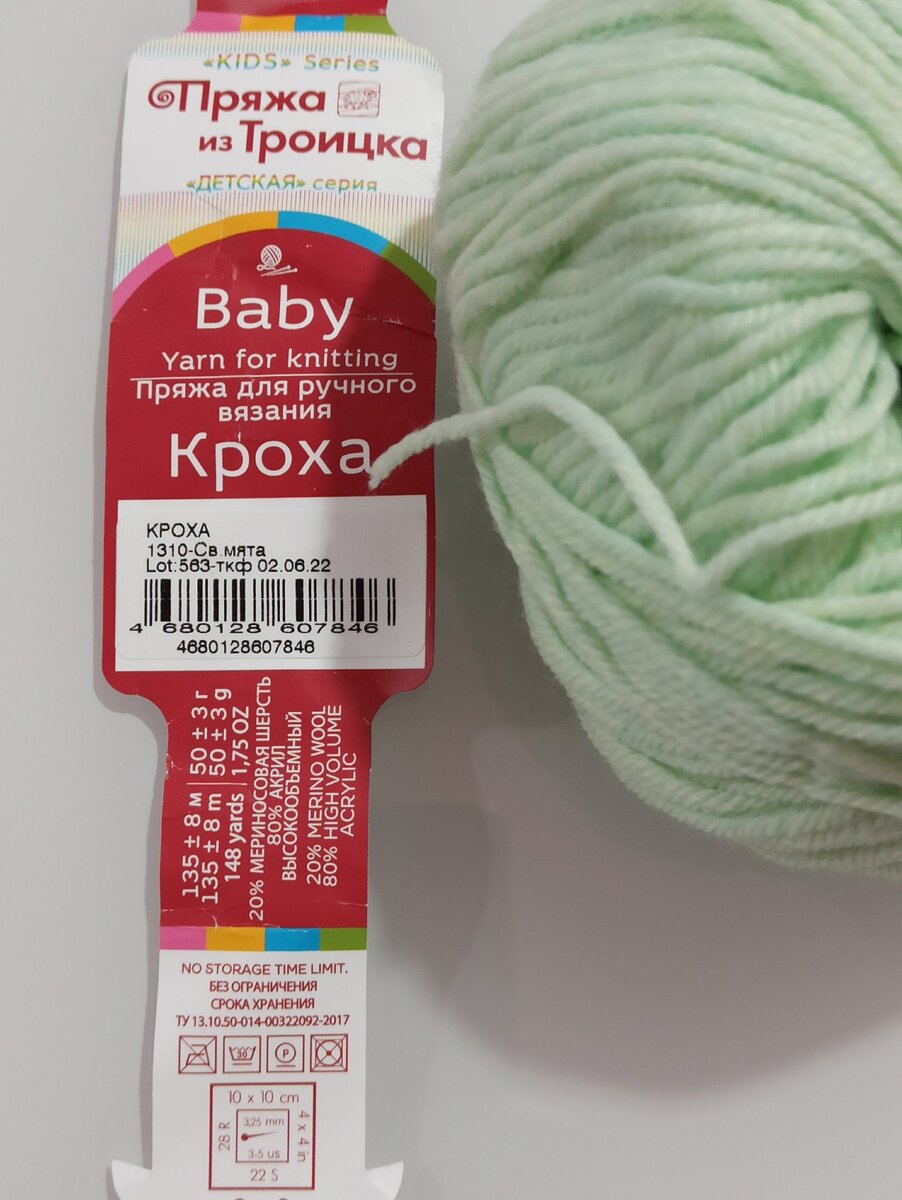 «KIDS» Series
Пряжа
из Троицка
«ДЕТСКАЯ» серия
Baby
Yarn for knitting
Пряжа для ручного
вязания
Кроха
КРОХА
1310-Св.мята
Lot:563-ткф 02.06.22
4 680128 607846
4680128607846
135 ± 8 м | 50 ± 3 г
135 ± 8 m | 50 ± 3 g
148 yards | 1,75 OZ
20% МЕРИНОСОВАЯ ШЕРСТЬ
80% АКРИЛ
ВЫСОКООБЪЕМНЫЙ
20% MERINO WOOL
80% HIGH VOLUME
ACRYLIC
NO STORAGE TIME LIMIT.
БЕЗ ОГРАНИЧЕНИЯ
СРОКА ХРАНЕНИЯ
ТУ 13.10.50-014-00322092-2017
30
P
10 x 10 cm
4 x 4 in
28 R
3,25 mm
3-5 us
22 S